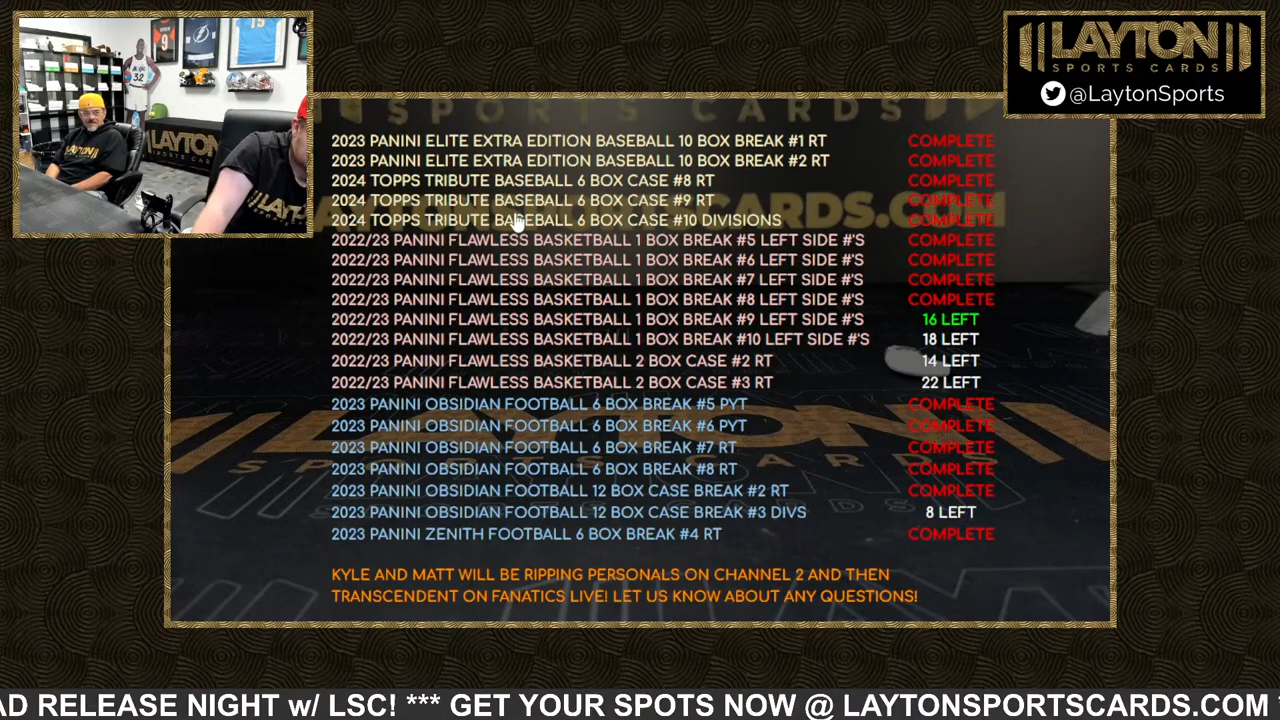 LAYTON
SPORTS CARDS
@LaytonSports
SPORTS CARDS
2023 PANINI ELITE EXTRA EDITION BASEBALL 10 BOX BREAK #1 RT COMPLETE
2023 PANINI ELITE EXTRA EDITION BASEBALL 10 BOX BREAK #2 RT COMPLETE
2024 TOPPS TRIBUTE BASEBALL 6 BOX CASE #8 RT COMPLETE
2024 TOPPS TRIBUTE BASEBALL 6 BOX CASE #9 RT COMPLETE
2024 TOPPS TRIBUTE BASEBALL 6 BOX CASE #10 DIVISIONS COMPLETE
2022/23 PANINI FLAWLESS BASKETBALL 1 BOX BREAK #5 LEFT SIDE #'S COMPLETE
2022/23 PANINI FLAWLESS BASKETBALL 1 BOX BREAK #6 LEFT SIDE #'S COMPLETE
2022/23 PANINI FLAWLESS BASKETBALL 1 BOX BREAK #7 LEFT SIDE #'S COMPLETE
2022/23 PANINI FLAWLESS BASKETBALL 1 BOX BREAK #8 LEFT SIDE #'S COMPLETE
2022/23 PANINI FLAWLESS BASKETBALL 1 BOX BREAK #9 LEFT SIDE #'S 16 LEFT
2022/23 PANINI FLAWLESS BASKETBALL 1 BOX BREAK #10 LEFT SIDE #'S 18 LEFT
2022/23 PANINI FLAWLESS BASKETBALL 2 BOX CASE #2 RT 14 LEFT
2022/23 PANINI FLAWLESS BASKETBALL 2 BOX CASE #3 RT 22 LEFT
2023 PANINI OBSIDIAN FOOTBALL 6 BOX BREAK #5 PYT COMPLETE
2023 PANINI OBSIDIAN FOOTBALL 6 BOX BREAK #6 PYT COMPLETE
2023 PANINI OBSIDIAN FOOTBALL 6 BOX BREAK #7 RT COMPLETE
2023 PANINI OBSIDIAN FOOTBALL 6 BOX BREAK #8 RT COMPLETE
2023 PANINI OBSIDIAN FOOTBALL 12 BOX CASE BREAK #2 RT COMPLETE
2023 PANINI OBSIDIAN FOOTBALL 12 BOX CASE BREAK #3 DIVS 8 LEFT
2023 PANINI ZENITH FOOTBALL 6 BOX BREAK #4 RT COMPLETE
KYLE AND MATT WILL BE RIPPING PERSONALS ON CHANNEL 2 AND THEN
TRANSCENDENT ON FANATICS LIVE! LET US KNOW ABOUT ANY QUESTIONS!
AD RELEASE NIGHT w/ LSC! *** GET YOUR SPOTS NOW @ LAYTONSPORTSCARDS.COM